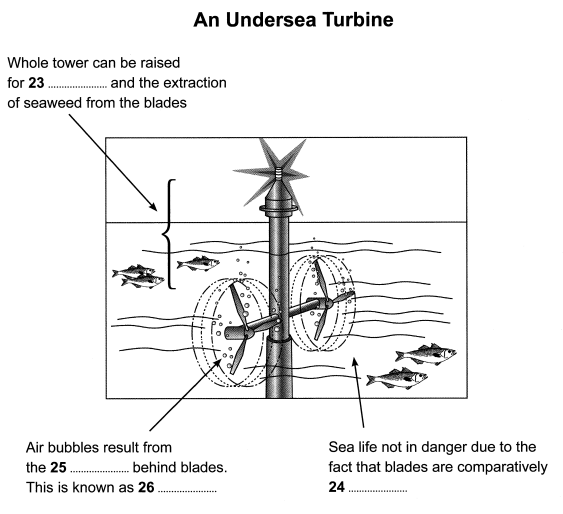 An Undersea Turbine
Whole tower can be raised
for 23 ...................... and the extraction
of seaweed from the blades
Air bubbles result from
the 25 ...................... behind blades.
This is known as 26 ......................
Sea life not in danger due to the
fact that blades are comparatively
24 ......................